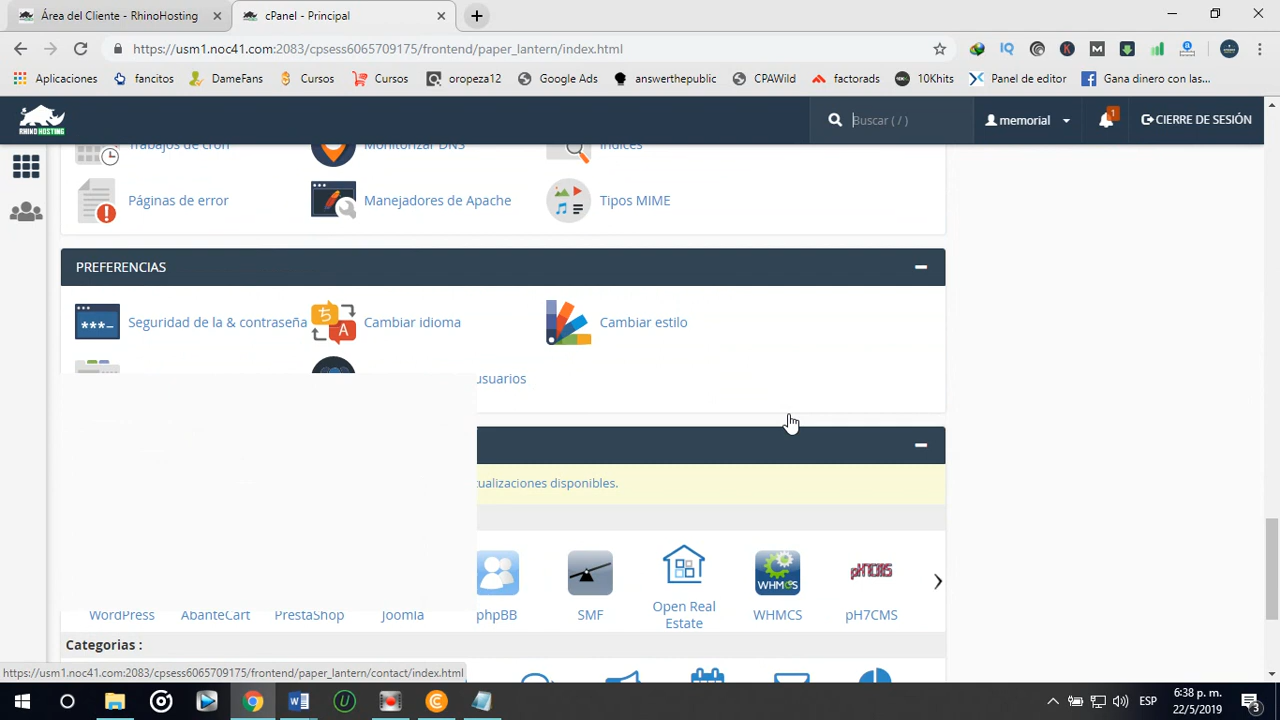 Área del Cliente - RhinoHosting
cPanel - Principal
https://usm1.noc41.com:2083/cpsess6065709175/frontend/paper_lantern/index.html
Aplicaciones fancitos DameFans Cursos Cursos oropeza12 Google Ads answerthepublic CPAWild factorads 10Khits Panel de editor Gana dinero con las...
RHINOHOSTING
Buscar ( / )
memorial
1
CIERRE DE SESIÓN
Trabajos de cron Monitorizar DNS Índices
Páginas de error Manejadores de Apache Tipos MIME
PREFERENCIAS
Seguridad de la & contraseña Cambiar idioma Cambiar estilo
usuarios
tualizaciones disponibles.
WHMCS
pH7CMS
WordPress AbanteCart PrestaShop Joomla phpBB SMF Open Real Estate WHMCS pH7CMS
Categorias :
https://usm1.noc41.com:2083/cpsess6065709175/frontend/paper_lantern/contact/index.html
ESP
6:38 p. m.
22/5/2019
3